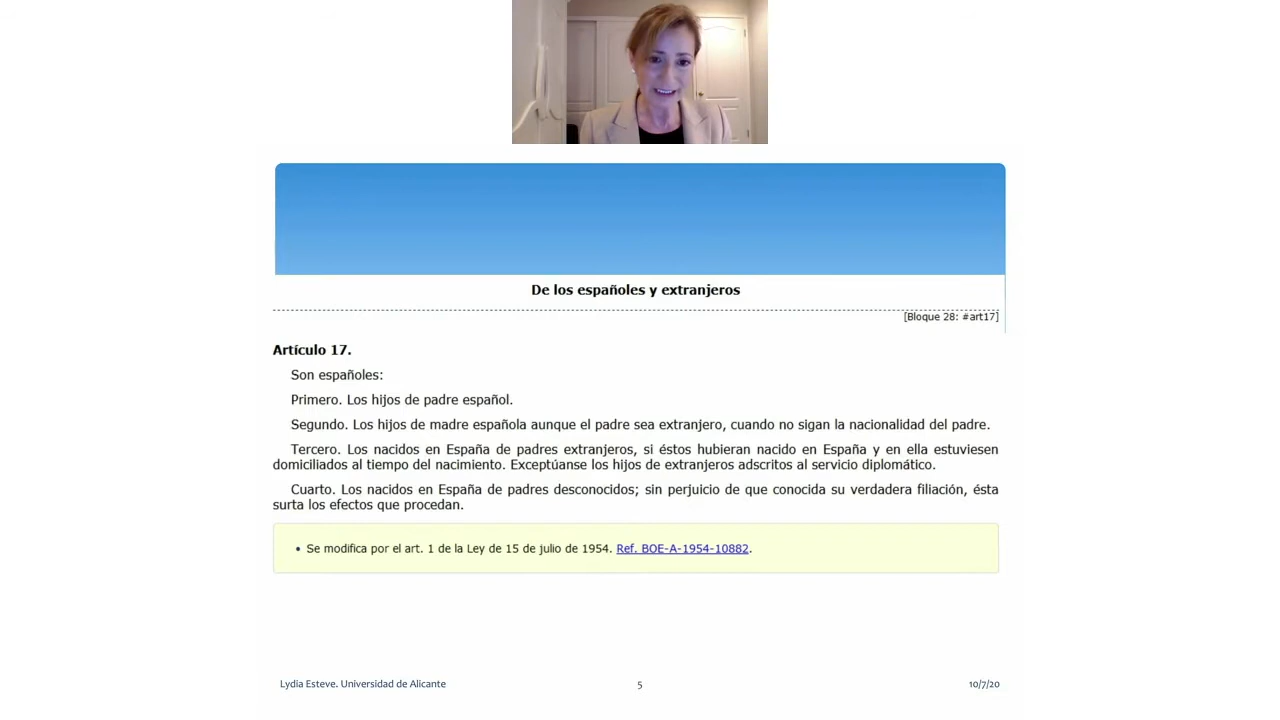 De los españoles y extranjeros
[Bloque 28: #art17]
Artículo 17.
Son españoles:
Primero. Los hijos de padre español.
Segundo. Los hijos de madre española aunque el padre sea extranjero, cuando no sigan la nacionalidad del padre.
Tercero. Los nacidos en España de padres extranjeros, si éstos hubieran nacido en España y en ella estuviesen
domiciliados al tiempo del nacimiento. Exceptúanse los hijos de extranjeros adscritos al servicio diplomático.
Cuarto. Los nacidos en España de padres desconocidos; sin perjuicio de que conocida su verdadera filiación, ésta
surta los efectos que procedan.
• Se modifica por el art. 1 de la Ley de 15 de julio de 1954. Ref. BOE-A-1954-10882.
Lydia Esteve. Universidad de Alicante
5
10/7/20